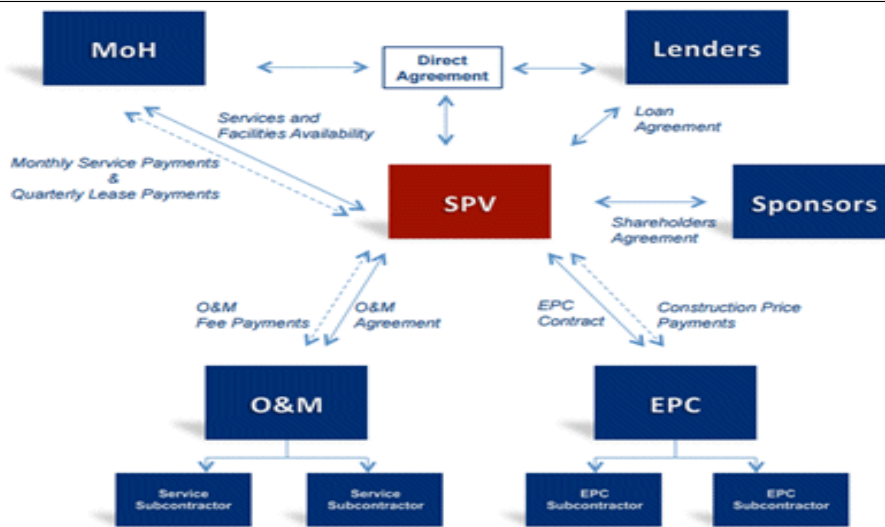 MoH
Direct
Agreement
Lenders
Services and
Facilities Availability
Loan
Agreement
Monthly Service Payments
&
Quarterly Lease Payments
SPV
Sponsors
Shareholders
Agreement
O&M
Fee Payments
O&M
Agreement
EPC
Contract
Construction Price
Payments
O&M
EPC
Service
Subcontractor
Service
Subcontractor
EPC
Subcontractor
EPC
Subcontractor